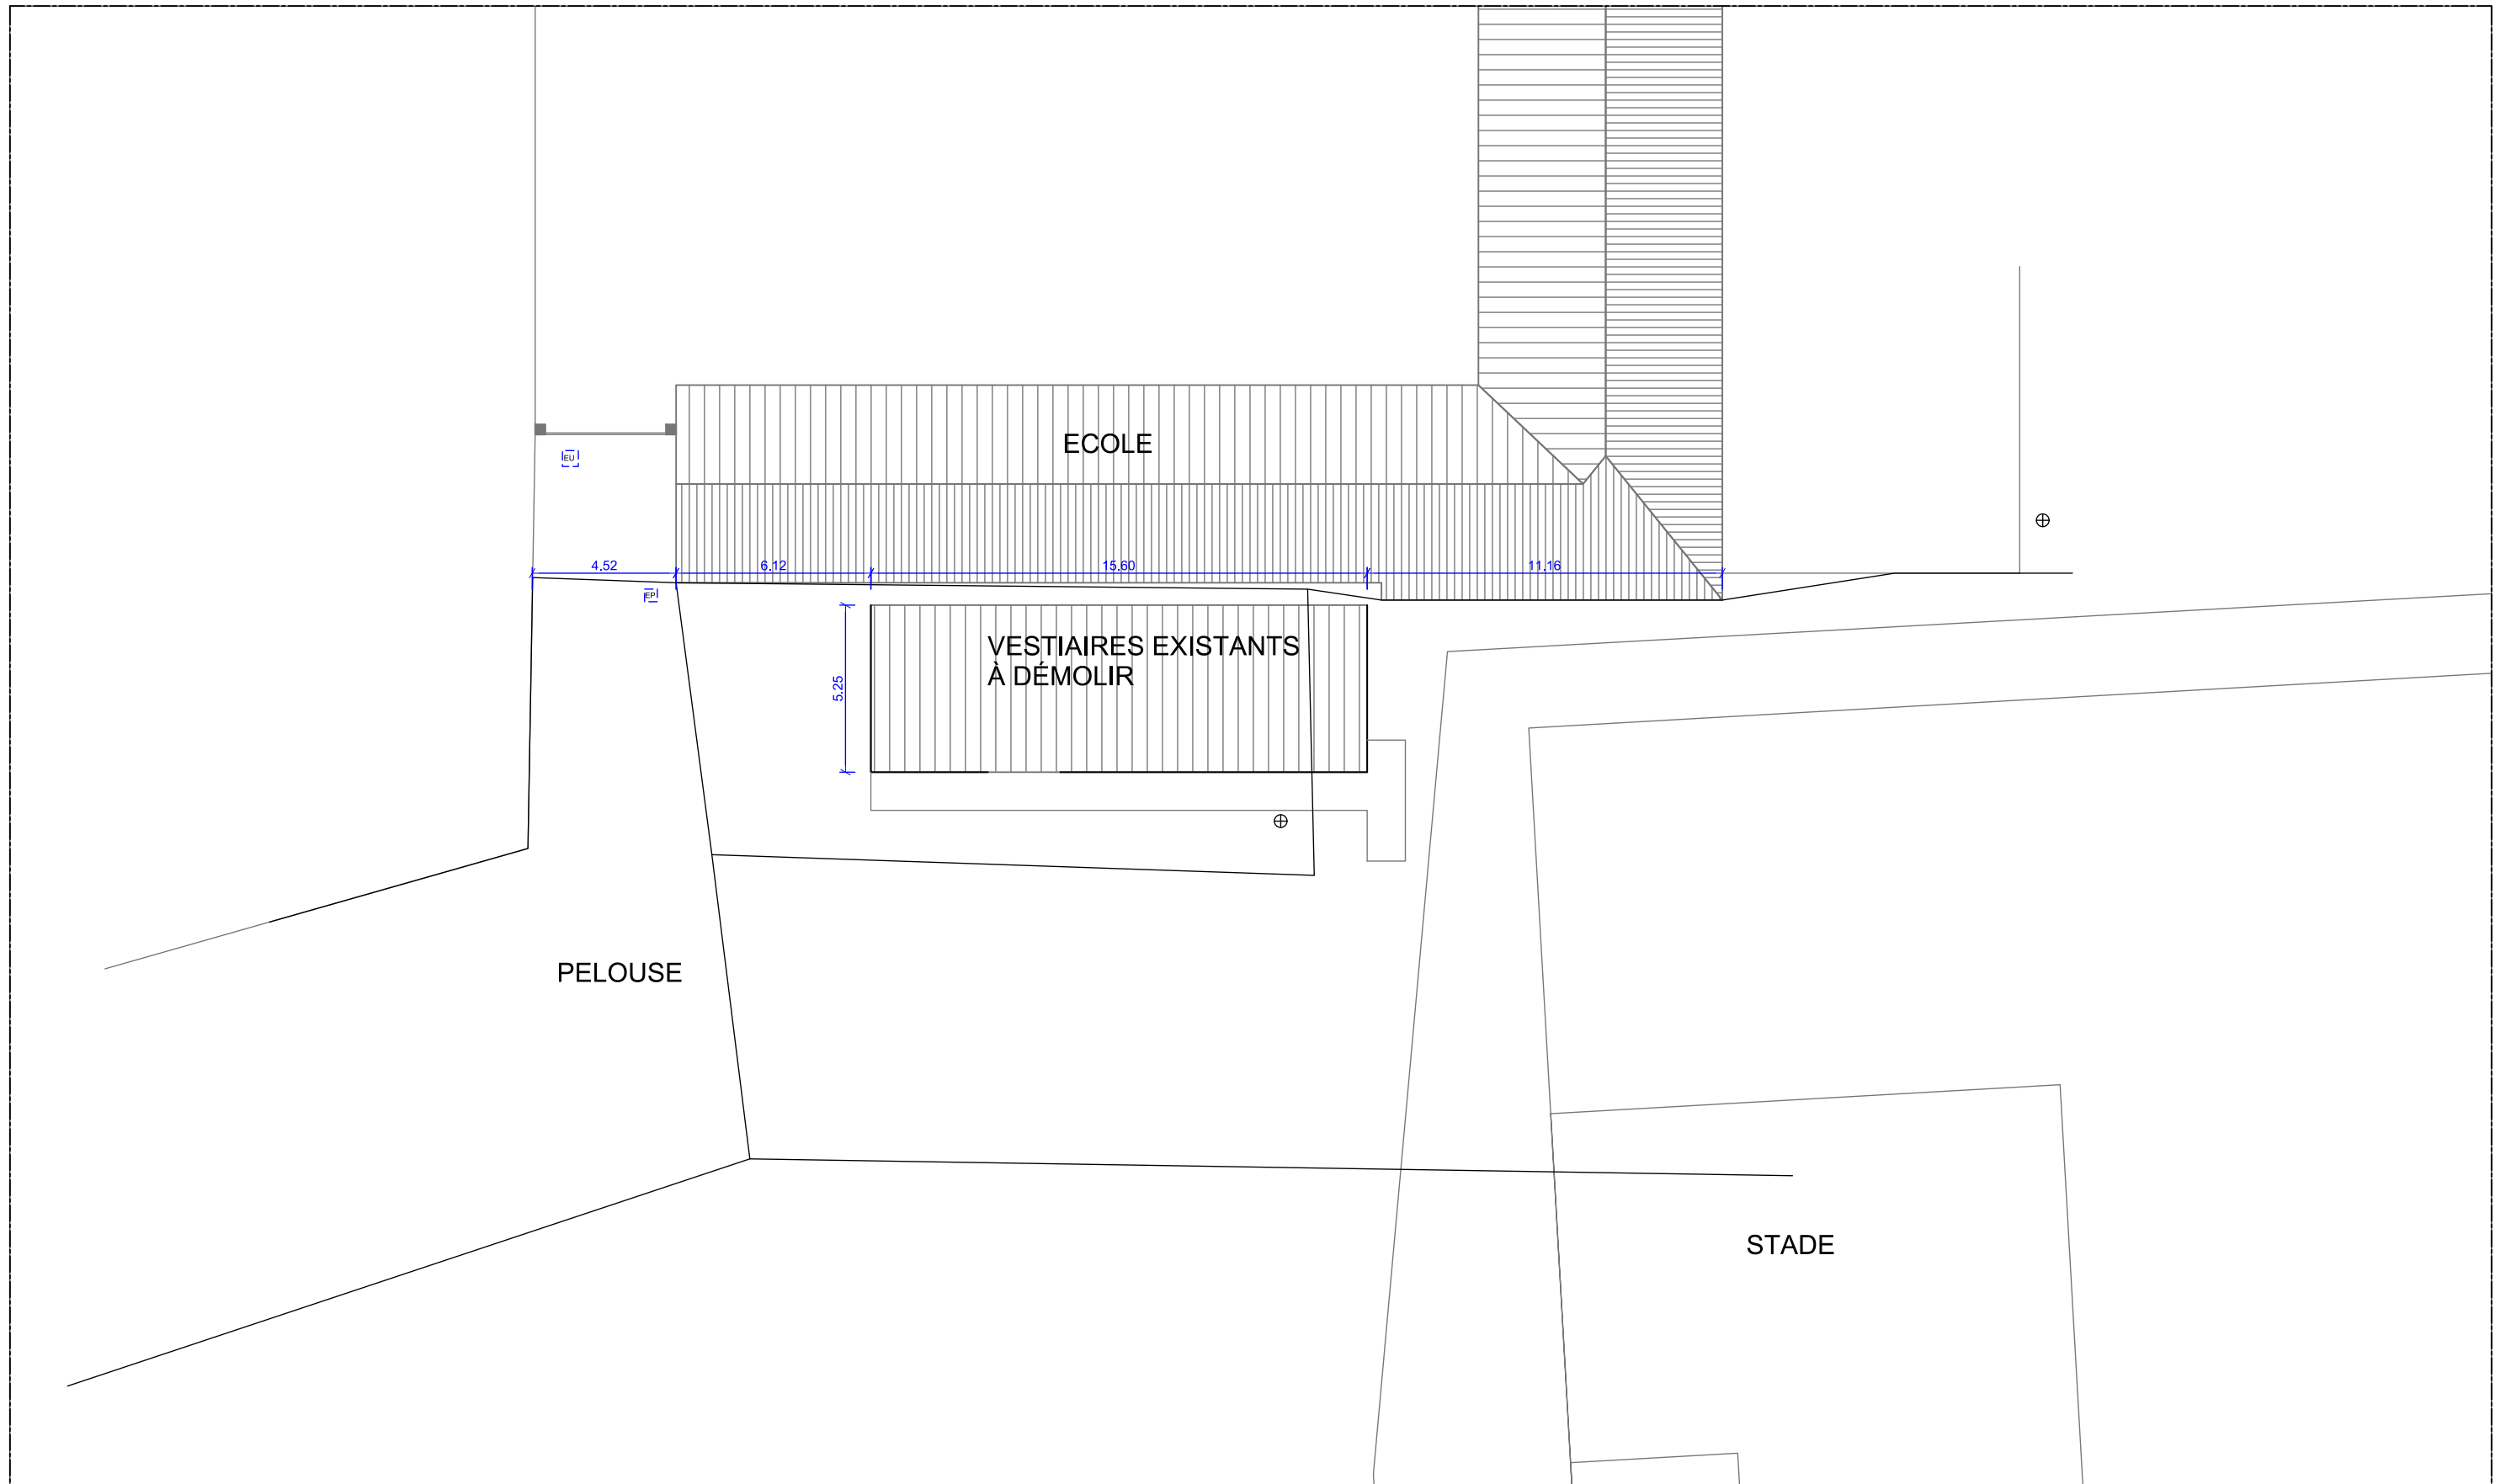 ECOLE
EU
4.52
6.12
15.60
11.16
EP
VESTIAIRES EXISTANTS
À DÉMOLIR
5.25
PELOUSE
STADE